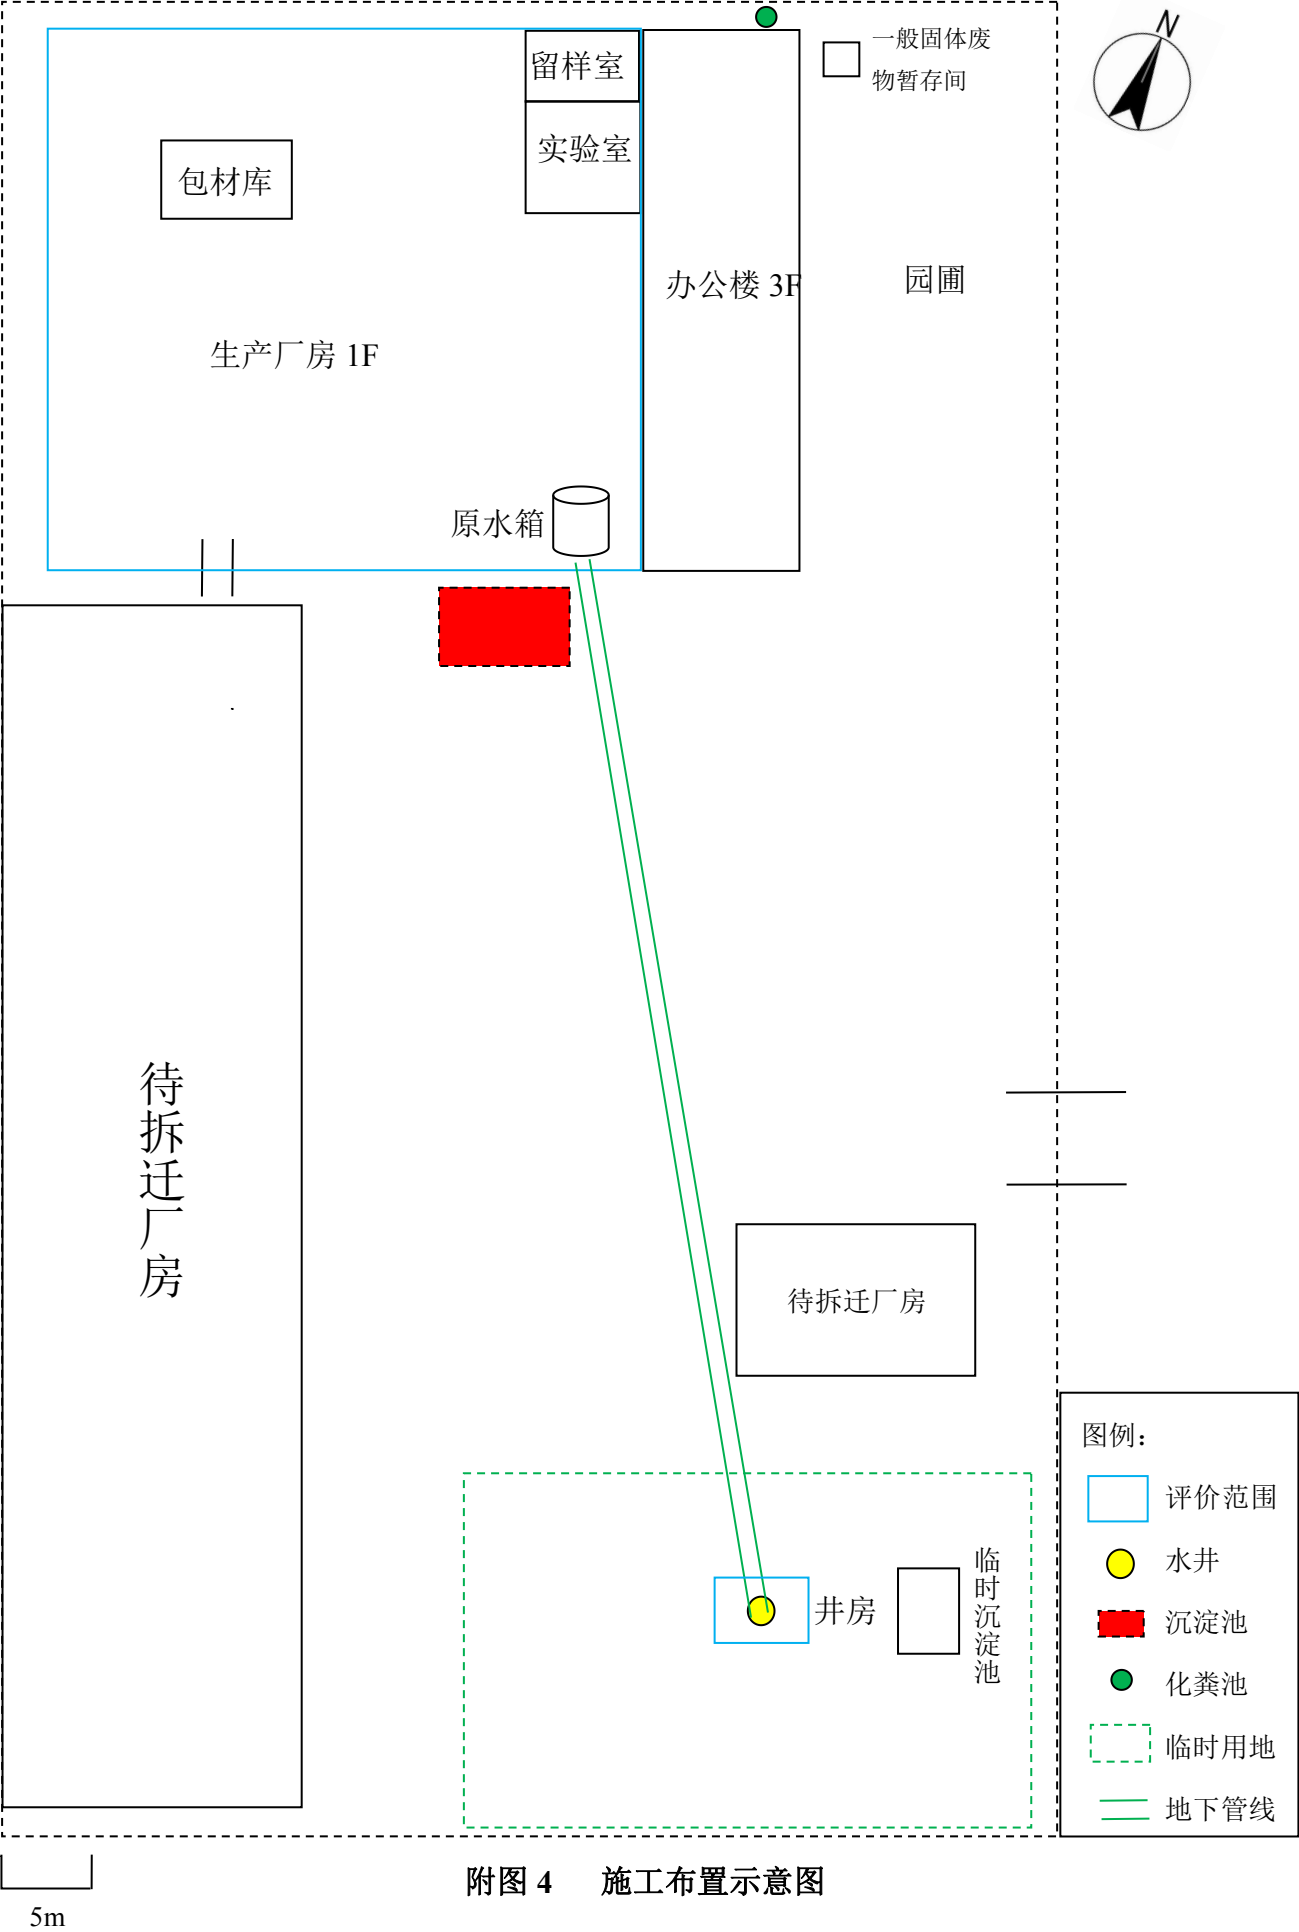 N
一般固体废
物暂存间
留样室
实验室
包材库
办公楼 3F
园圃
生产厂房 1F
原水箱
待拆迁厂房
待拆迁厂房
井房
临时沉淀池
图例：
评价范围
水井
沉淀池
化粪池
临时用地
地下管线
附图 4 施工布置示意图
5m